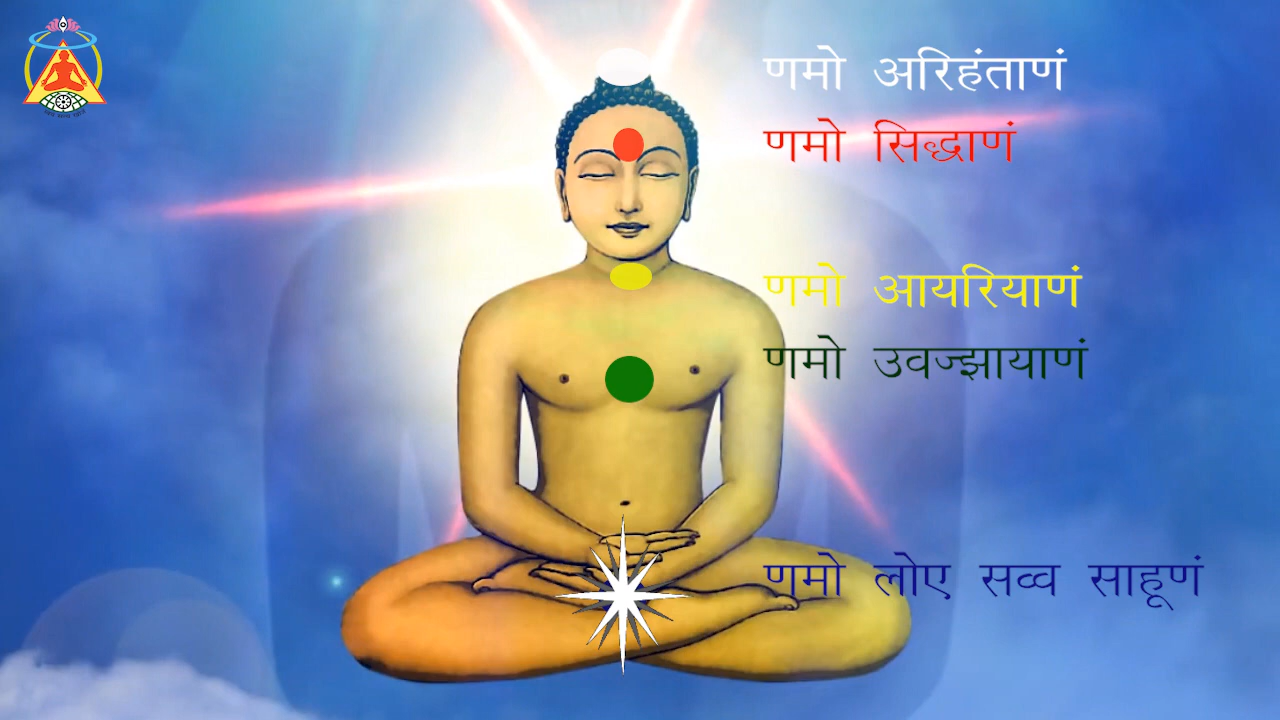 णमो अरिहंताणं
णमो सिद्धाणं
णमो आयरियाणं
णमो उवज्झायाणं
णमो लोए सव्व साहूणं